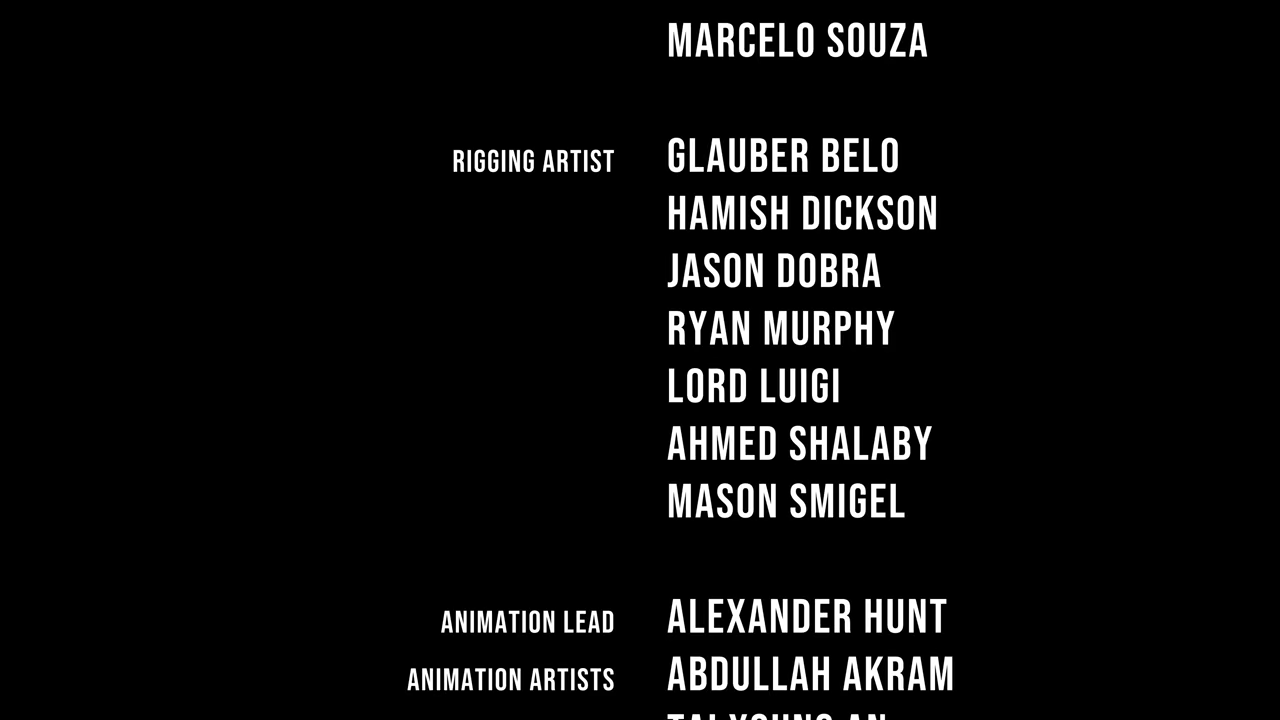 MARCELO SOUZA
RIGGING ARTIST GLAUBER BELO
HAMISH DICKSON
JASON DOBRA
RYAN MURPHY
LORD LUIGI
AHMED SHALABY
MASON SMIGEL
ANIMATION LEAD ALEXANDER HUNT
ANIMATION ARTISTS ABDULLAH AKRAM